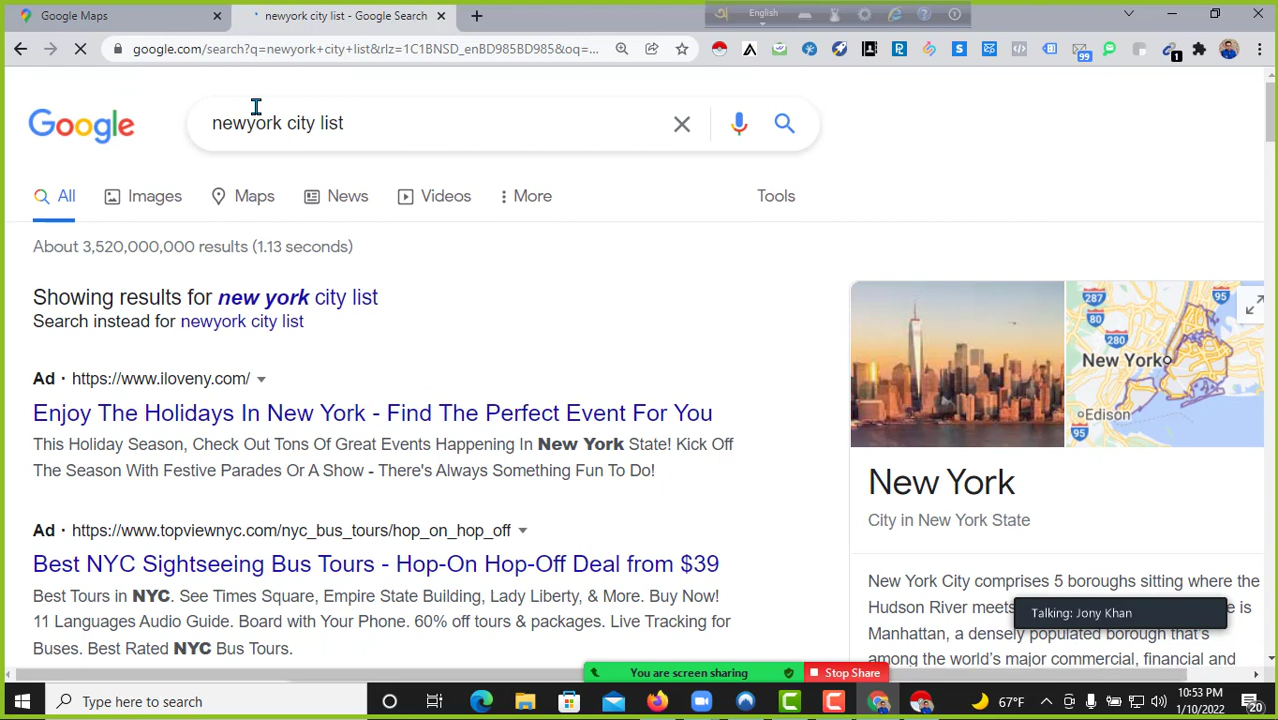 Google Maps
newyork city list - Google Search
English
google.com/search?q=newyork+city+list&rlz=1C1BNSD_enBD985BD985&oq=...
99
1
Google
newyork city list
All
Images
Maps
News
Videos
More
Tools
About 3,520,000,000 results (1.13 seconds)
Showing results for new york city list
Search instead for newyork city list
Ad · https://www.iloveny.com/
Enjoy The Holidays In New York - Find The Perfect Event For You
This Holiday Season, Check Out Tons Of Great Events Happening In New York State! Kick Off
The Season With Festive Parades Or A Show - There's Always Something Fun To Do!
Ad · https://www.topviewnyc.com/nyc_bus_tours/hop_on_hop_off
Best NYC Sightseeing Bus Tours - Hop-On Hop-Off Deal from $39
Best Tours in NYC. See Times Square, Empire State Building, Lady Liberty, & More. Buy Now!
11 Languages Audio Guide. Board with Your Phone. 60% off tours & packages. Live Tracking for
Buses. Best Rated NYC Bus Tours.
287
95
80
280
New York
Edison
95
New York
City in New York State
New York City comprises 5 boroughs sitting where the
Hudson River meets
e is
Talking: Jony Khan
Manhattan, a densely populated borough that's
among the world's major commercial, financial and
You are screen sharing
Stop Share
Type here to search
67°F
10:53 PM
1/10/2022
20